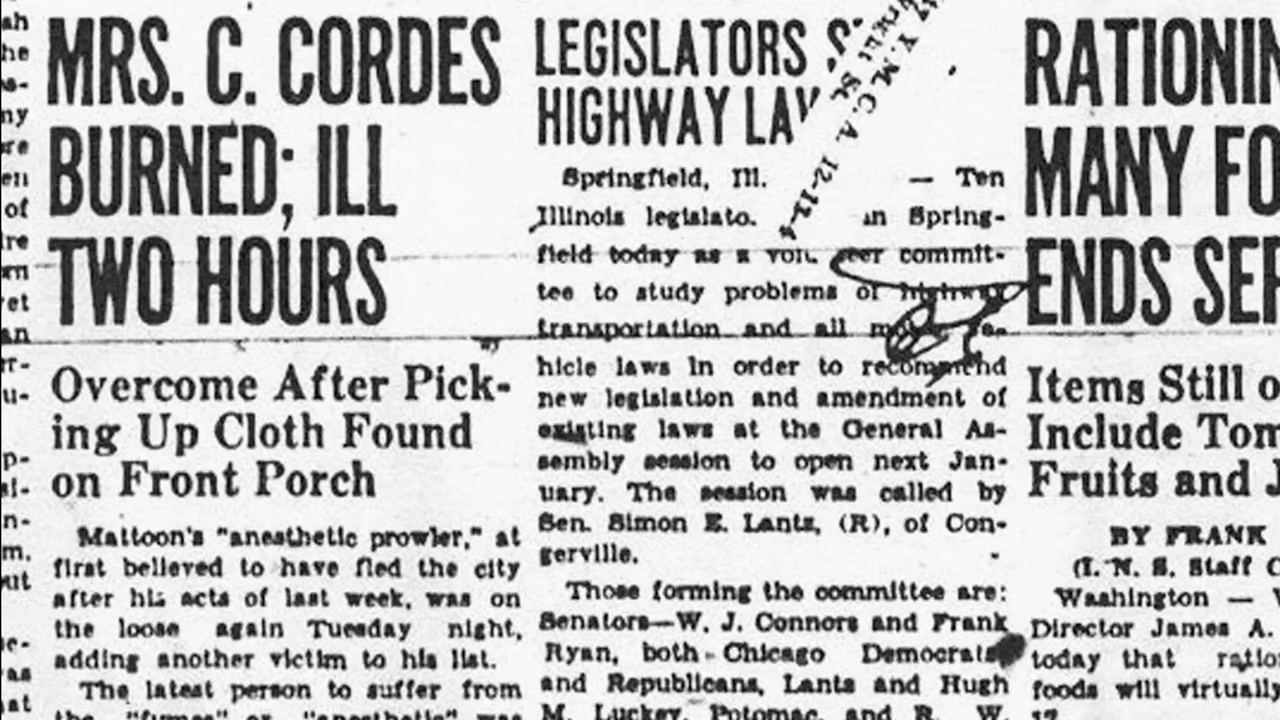 MRS. C. CORDES
BURNED; ILL
TWO HOURS
Overcome After Pick-
ing Up Cloth Found
on Front Porch
Mattoon's "anesthetic prowler," at
first believed to have fled the city
after his acts of last week, was on
the loose again Tuesday night,
adding another victim to his list.
The latest person to suffer from
the "fumes" or "anesthetic" was
LEGISLATORS
HIGHWAY
Springfield, Ill. — Ten
Illinois in Spring-
field today as a commit-
tee to study problems of highway
transportation and all
hicle laws in order to recommend
new legislation and amendment of
existing laws at the General As-
sembly session to open next Jan-
uary. The session was called by
Sen. Simon E. Lantz, (R), of Con-
gerville.
Those forming the committee are:
Senators—W. J. Connors and Frank
Ryan, both Chicago Democrats
and Republicans, Lants and Hugh
M. Luckey, Potomac, and R. W.
Y.M.C.A. 12-11-4
RATIONIN
MANY FO
ENDS SEP
Items Still o
Include Tom
Fruits and J
BY FRANK
(I. N. S. Staff C
Washington — W
Director James A.
today that ratio
foods will virtually
17